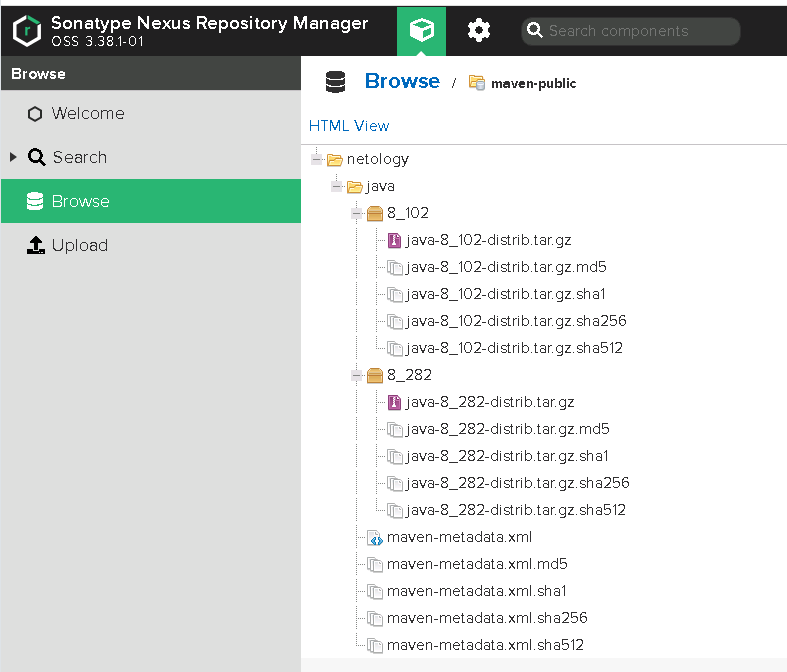 Sonatype Nexus Repository Manager
OSS 3.38.1-01
Search components
Browse
Browse / maven-public
Welcome
HTML View
Search
Browse
Upload
netology
java
8_102
java-8_102-distrib.tar.gz
java-8_102-distrib.tar.gz.md5
java-8_102-distrib.tar.gz.sha1
java-8_102-distrib.tar.gz.sha256
java-8_102-distrib.tar.gz.sha512
8_282
java-8_282-distrib.tar.gz
java-8_282-distrib.tar.gz.md5
java-8_282-distrib.tar.gz.sha1
java-8_282-distrib.tar.gz.sha256
java-8_282-distrib.tar.gz.sha512
maven-metadata.xml
maven-metadata.xml.md5
maven-metadata.xml.sha1
maven-metadata.xml.sha256
maven-metadata.xml.sha512